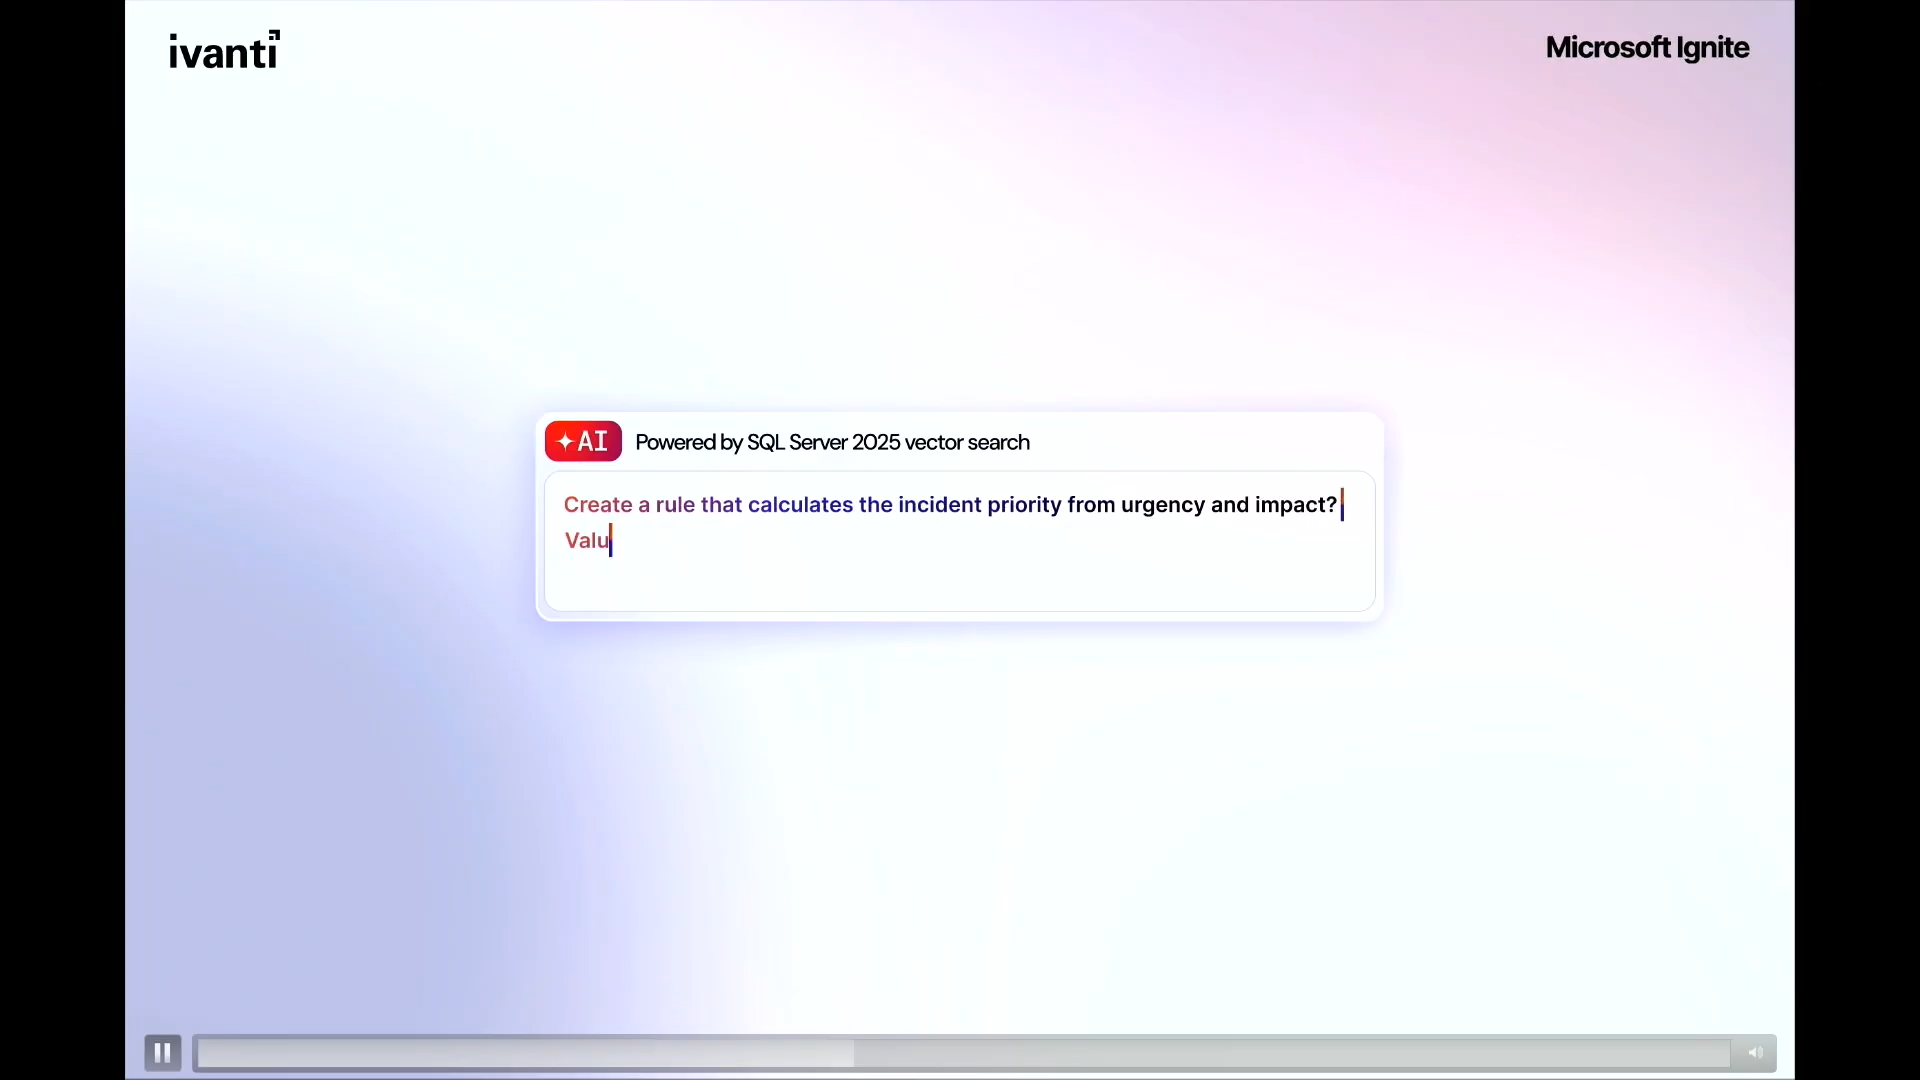 ivanti
Microsoft Ignite
AI Powered by SQL Server 2025 vector search
Create a rule that calculates the incident priority from urgency and impact?
Valu